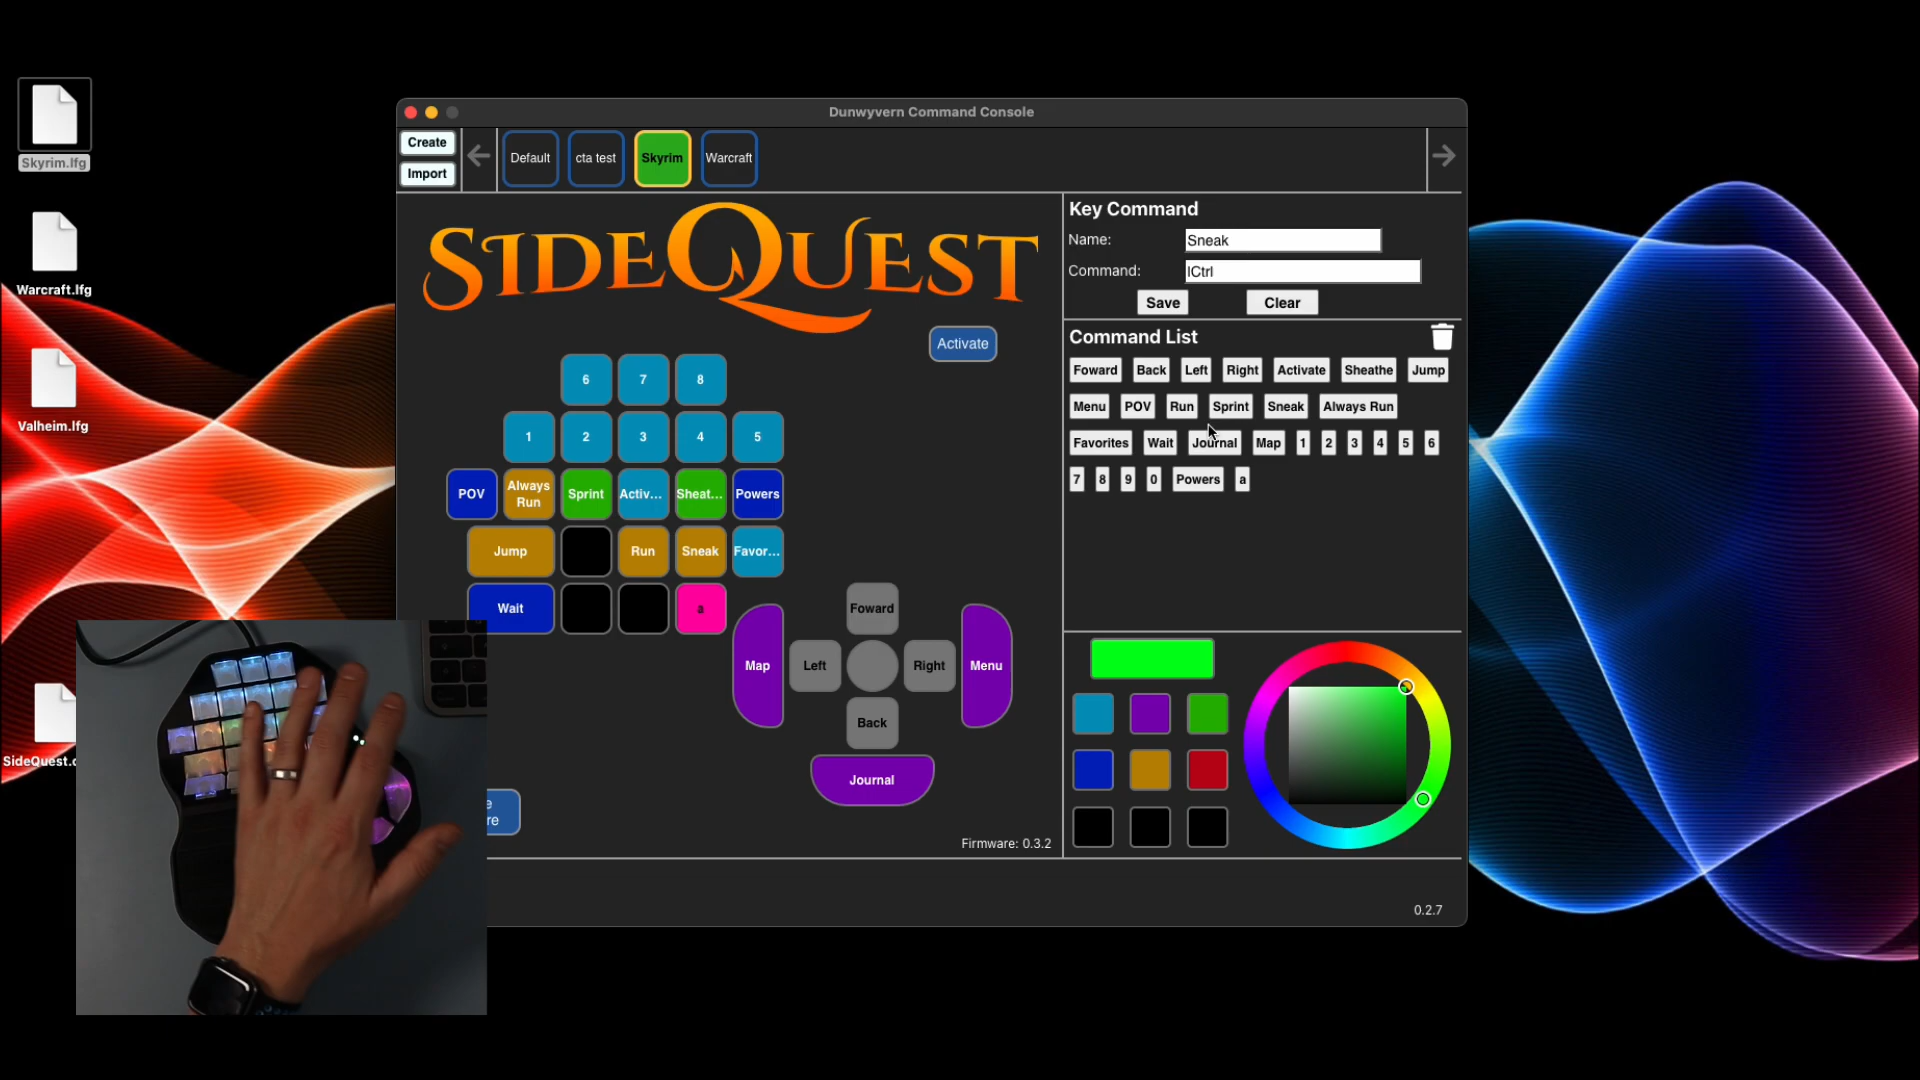 Dunwyvern Command Console
Create
Import
Default
cta test
Skyrim
Warcraft
Skyrim.lfg
Warcraft.lfg
Valheim.lfg
SideQuest.c
SIDEQUEST
Activate
6
7
8
1
2
3
4
5
POV
Always
Run
Sprint
Activ...
Sheat...
Powers
Jump
Run
Sneak
Favor...
Wait
a
Map
Foward
Left
Right
Back
Menu
Journal
e
re
Firmware: 0.3.2
Key Command
Name: Sneak
Command: lCtrl
Save Clear
Command List
Foward Back Left Right Activate Sheathe Jump
Menu POV Run Sprint Sneak Always Run
Favorites Wait Journal Map 1 2 3 4 5 6
7 8 9 0 Powers a
0.2.7